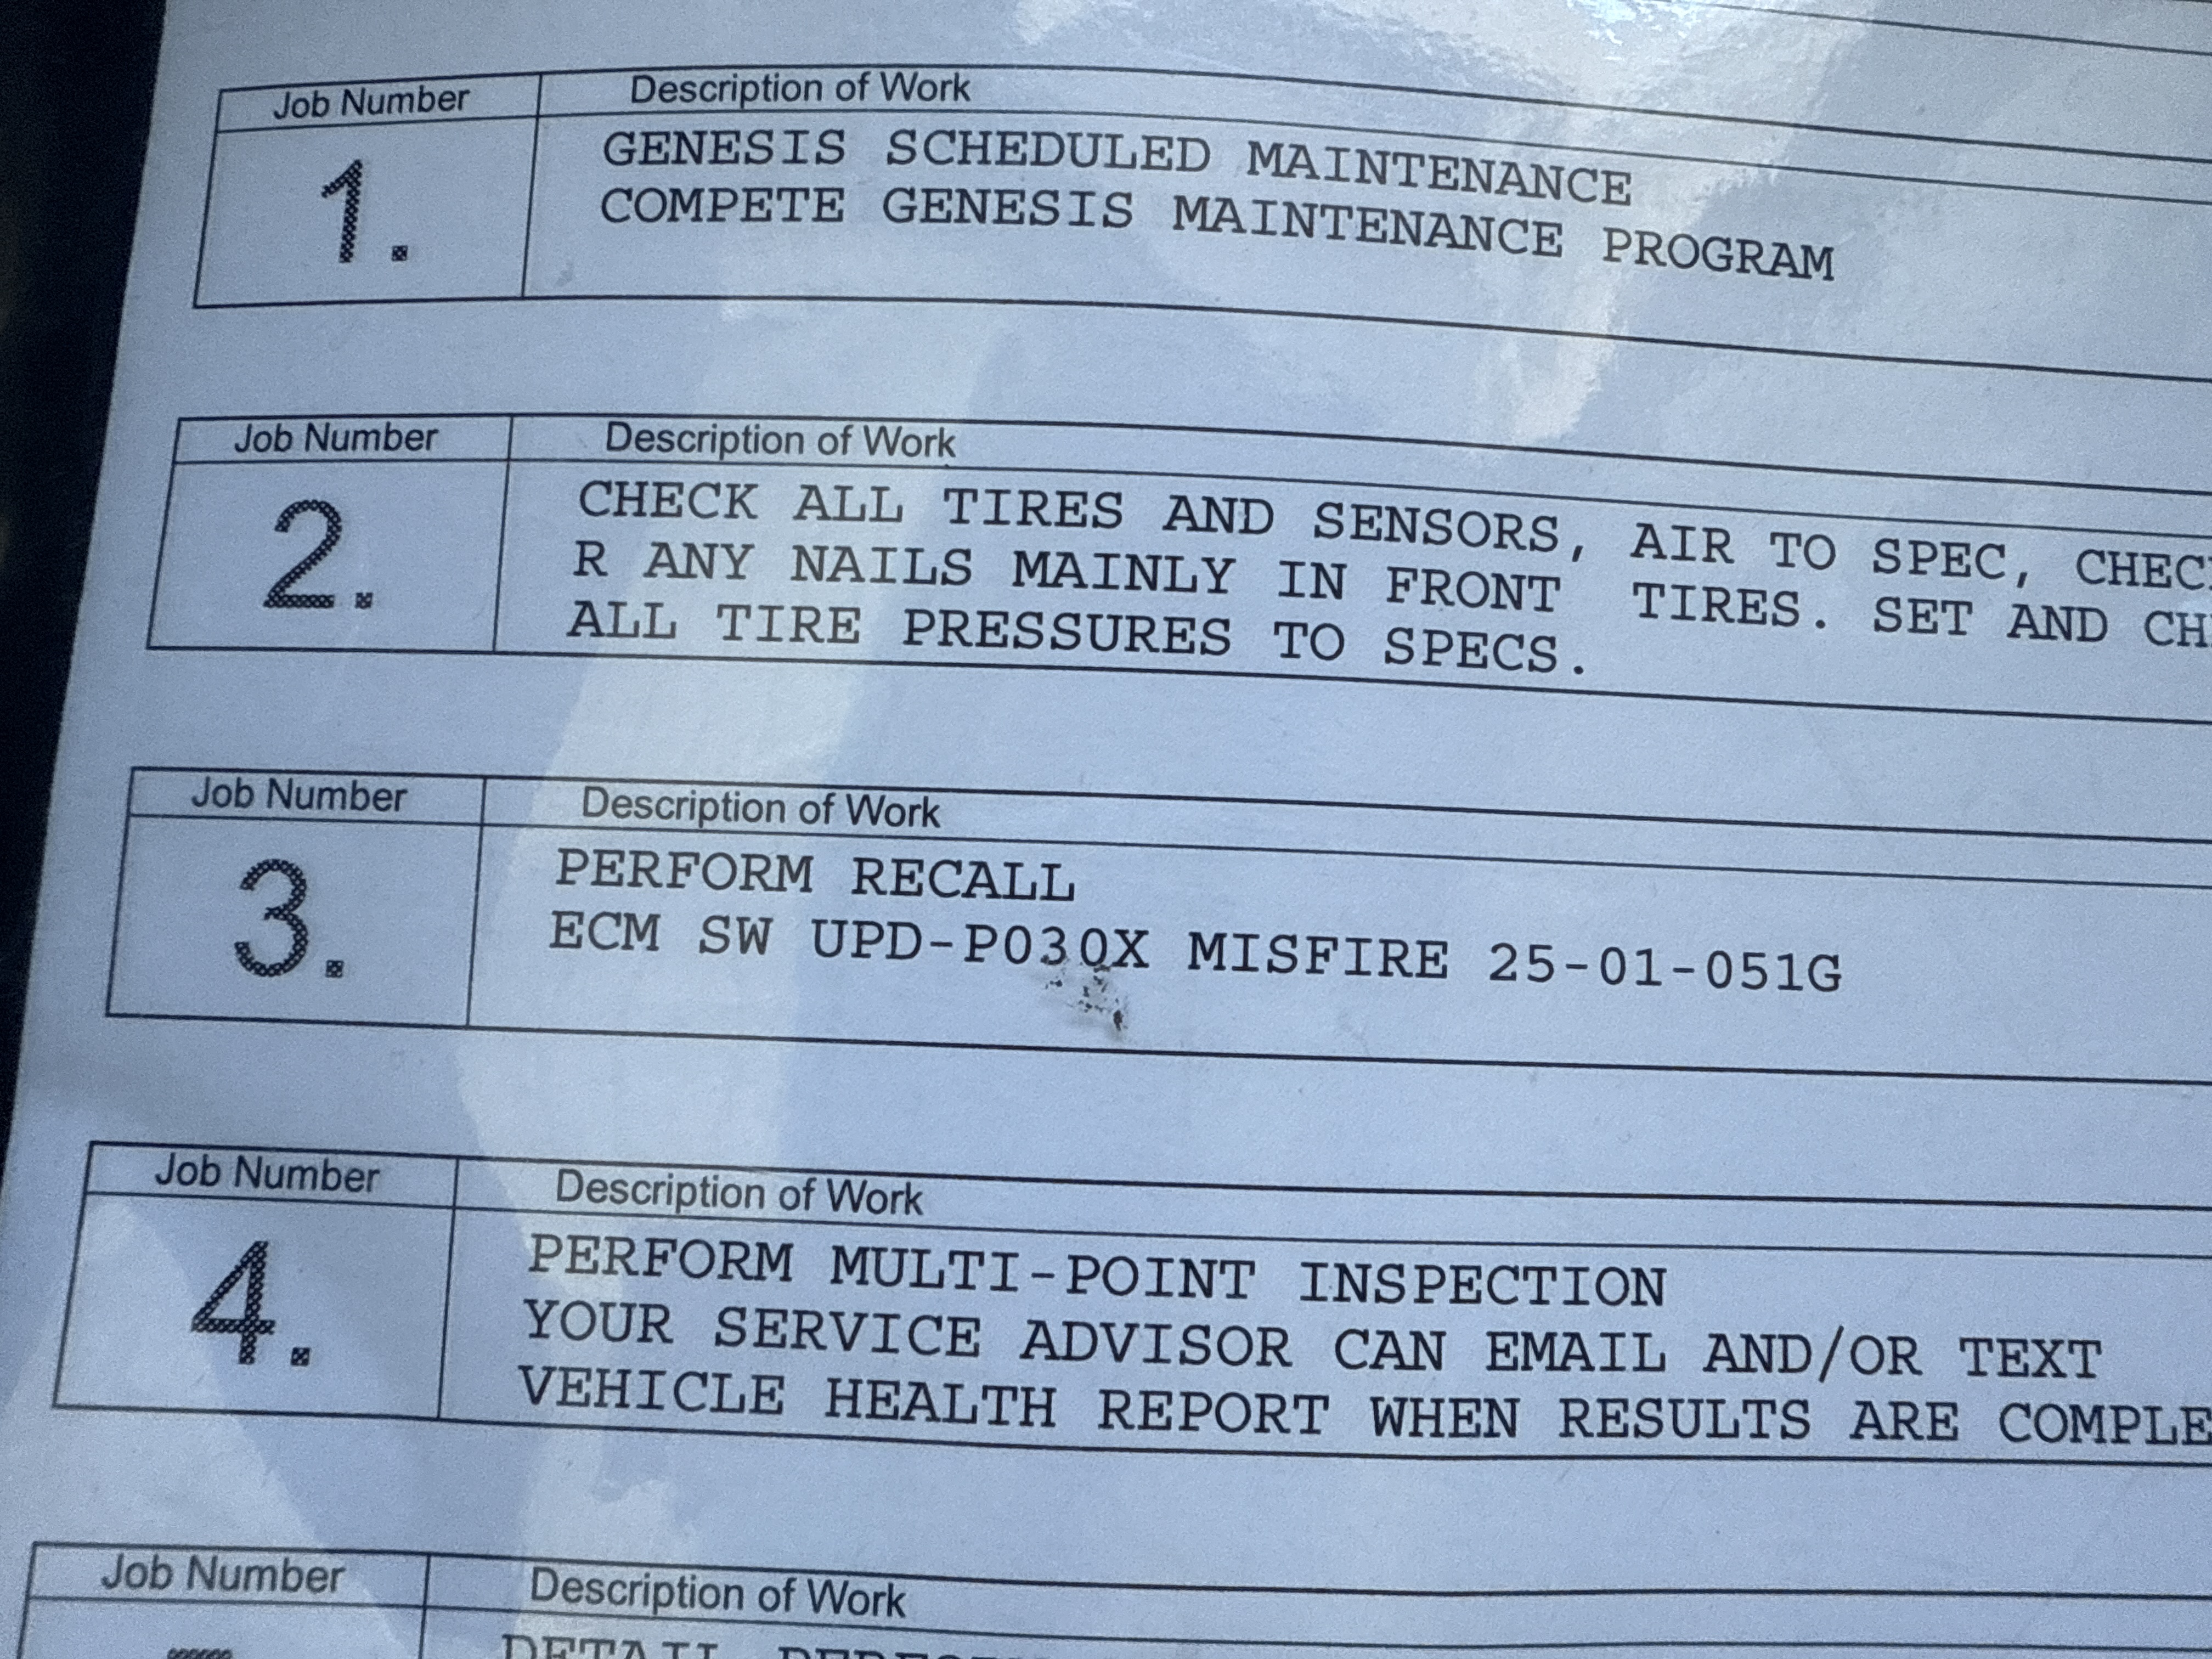 Job Number Description of Work
1. GENESIS SCHEDULED MAINTENANCE
COMPETE GENESIS MAINTENANCE PROGRAM
Job Number Description of Work
2. CHECK ALL TIRES AND SENSORS, AIR TO SPEC,
R ANY NAILS MAINLY IN FRONT TIRES. SET AND
ALL TIRE PRESSURES TO SPECS.
Job Number Description of Work
3. PERFORM RECALL
ECM SW UPD-P030X MISFIRE 25-01-051G
Job Number Description of Work
4. PERFORM MULTI-POINT INSPECTION
YOUR SERVICE ADVISOR CAN EMAIL AND/OR TEXT
VEHICLE HEALTH REPORT WHEN RESULTS ARE
Job Number Description of Work
DETAIL